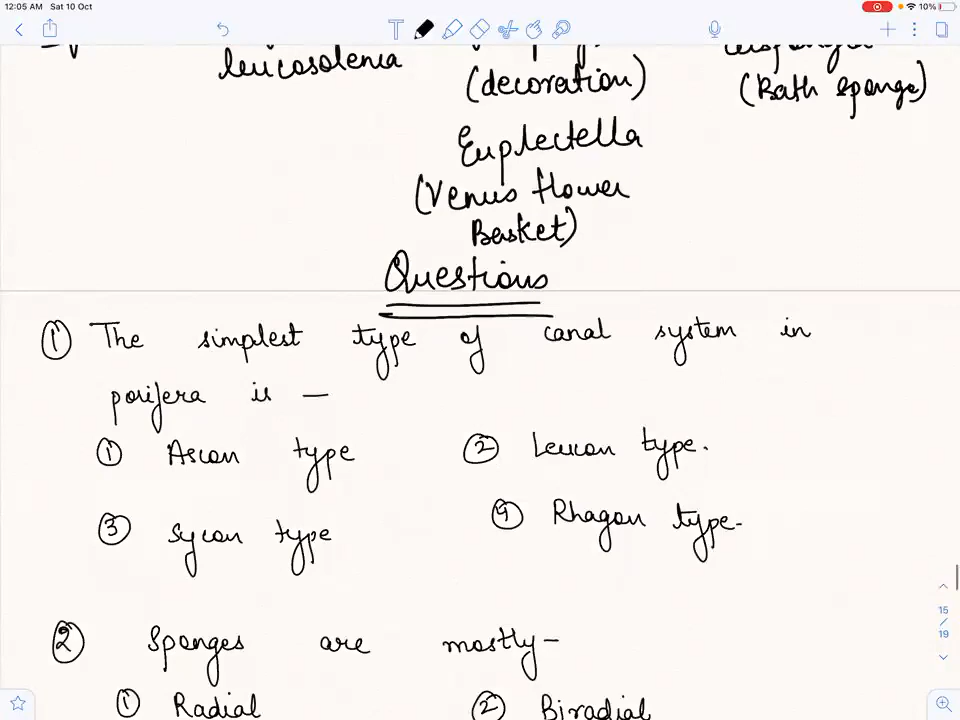 12:05 AM Sat 10 Oct 10%
leucosolenia
(decoration)
(Bath sponge)
Euplectella
(Venus flower
Basket)
Questions
① The simplest type of canal system in
porifera is —
① Ascon type ② Leucon type.
③ Sycon type ④ Rhagon type-
② Sponges are mostly-
① Radial ② Biradial
15
/
19